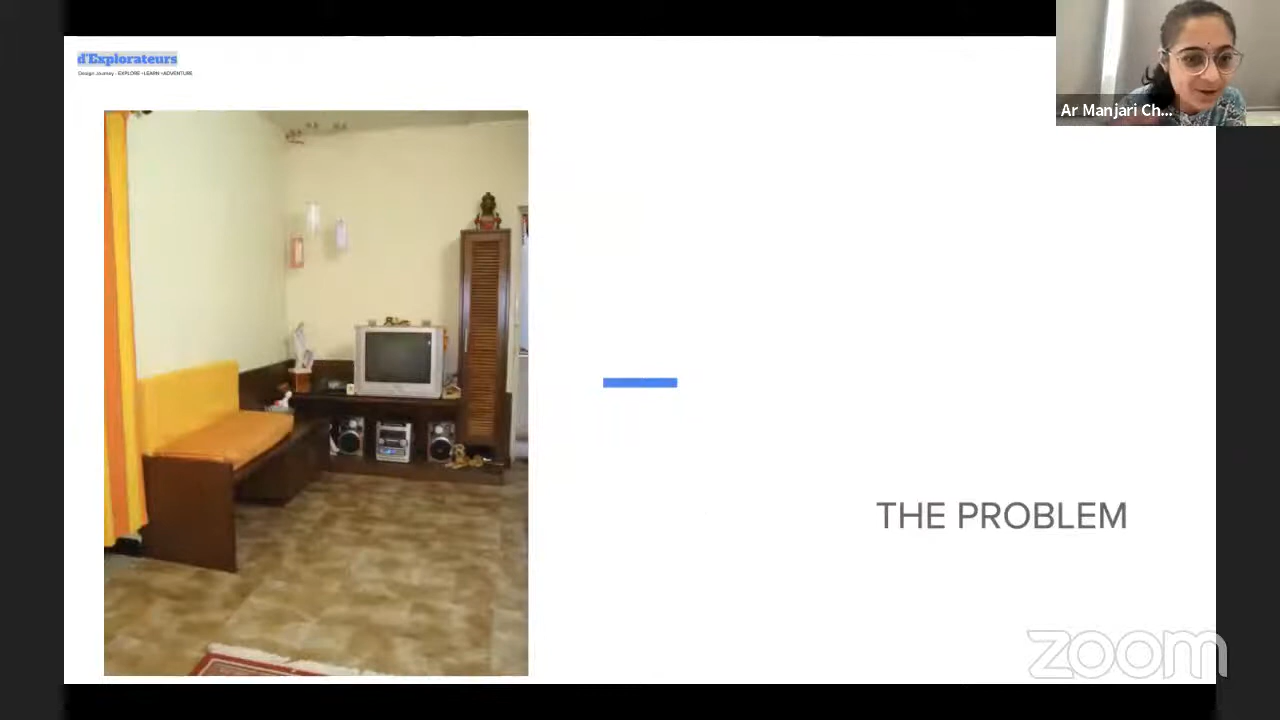 d'Explorateurs
Design Journey - EXPLORE •LEARN •ADVENTURE
Ar Manjari Ch...
THE PROBLEM
zoom